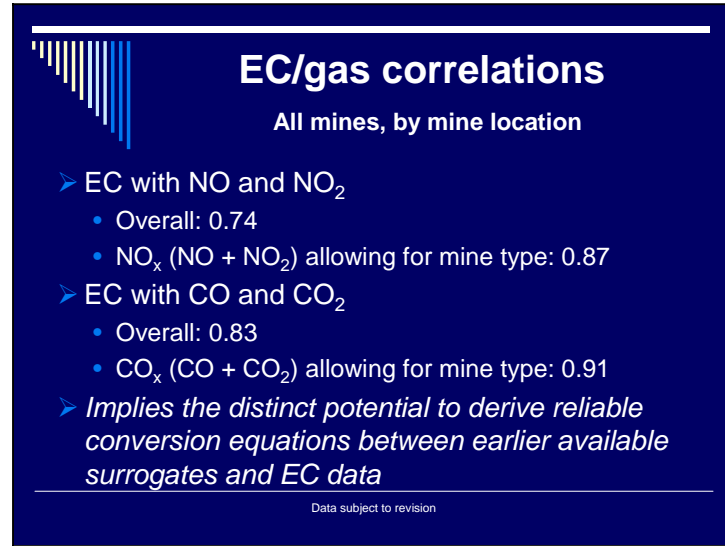 EC/gas correlations
All mines, by mine location
➢ EC with NO and NO₂
• Overall: 0.74
• NOₓ (NO + NO₂) allowing for mine type: 0.87
➢ EC with CO and CO₂
• Overall: 0.83
• COₓ (CO + CO₂) allowing for mine type: 0.91
➢ Implies the distinct potential to derive reliable
conversion equations between earlier available
surrogates and EC data
Data subject to revision